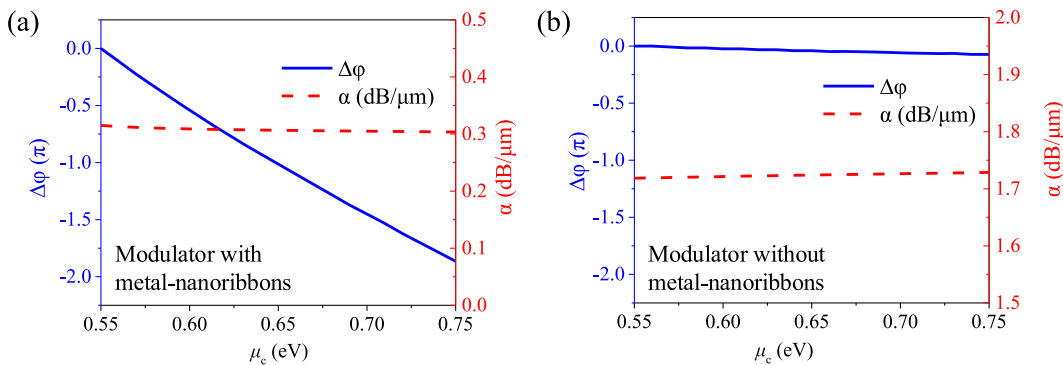 (a)
0.0
-0.5
-1.0
-1.5
-2.0
Δφ (π)
Δφ
α (dB/μm)
Modulator with
metal-nanoribbons
0.5
0.4
0.3
0.2
0.1
0.0
α (dB/μm)
0.55 0.60 0.65 0.70 0.75
μc (eV)
(b)
0.0
-0.5
-1.0
-1.5
-2.0
Δφ (π)
Δφ
α (dB/μm)
Modulator without
metal-nanoribbons
2.0
1.9
1.8
1.7
1.6
1.5
α (dB/μm)
0.55 0.60 0.65 0.70 0.75
μc (eV)